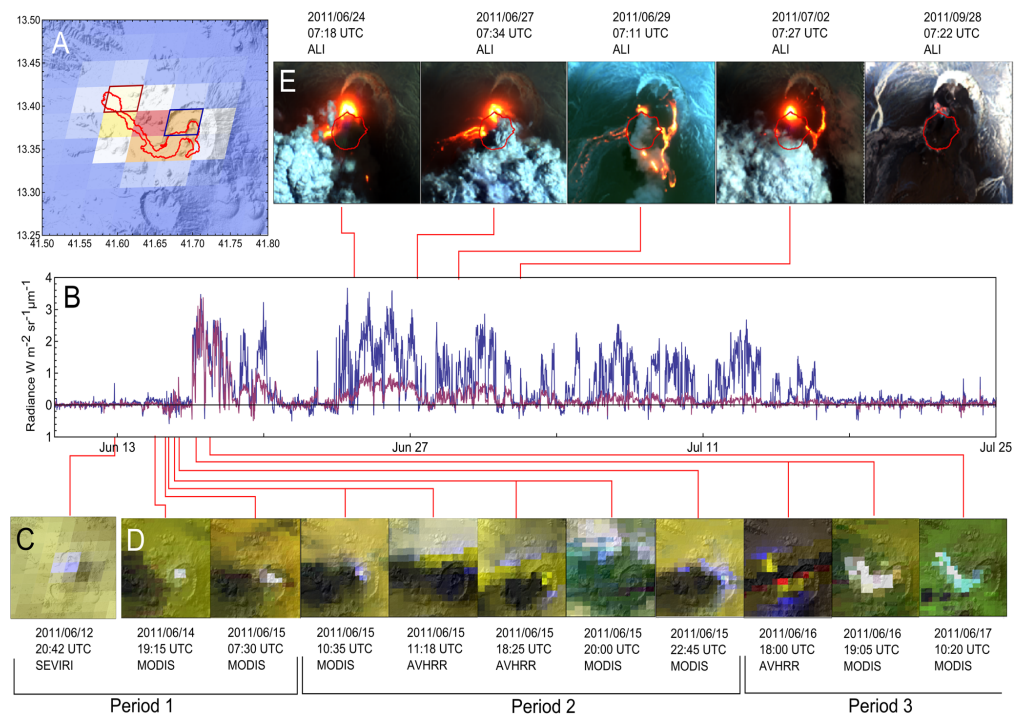 2011/06/24
07:18 UTC
ALI
2011/06/27
07:34 UTC
ALI
2011/06/29
07:11 UTC
ALI
2011/07/02
07:27 UTC
ALI
2011/09/28
07:22 UTC
ALI
A
13.50
13.45
13.40
13.35
13.30
13.25
41.50 41.60 41.65 41.70 41.75 41.80
E
B
Radiance W m⁻² sr⁻¹μm⁻¹
4
3
2
1
0
1
Jun 13 Jun 27 Jul 11 Jul 25
C
D
2011/06/12
20:42 UTC
SEVIRI
2011/06/14
19:15 UTC
MODIS
2011/06/15
07:30 UTC
MODIS
2011/06/15
10:35 UTC
MODIS
2011/06/15
11:18 UTC
AVHRR
2011/06/15
18:25 UTC
AVHRR
2011/06/15
20:00 UTC
MODIS
2011/06/15
22:45 UTC
MODIS
2011/06/16
18:00 UTC
AVHRR
2011/06/16
19:05 UTC
MODIS
2011/06/17
10:20 UTC
MODIS
Period 1
Period 2
Period 3